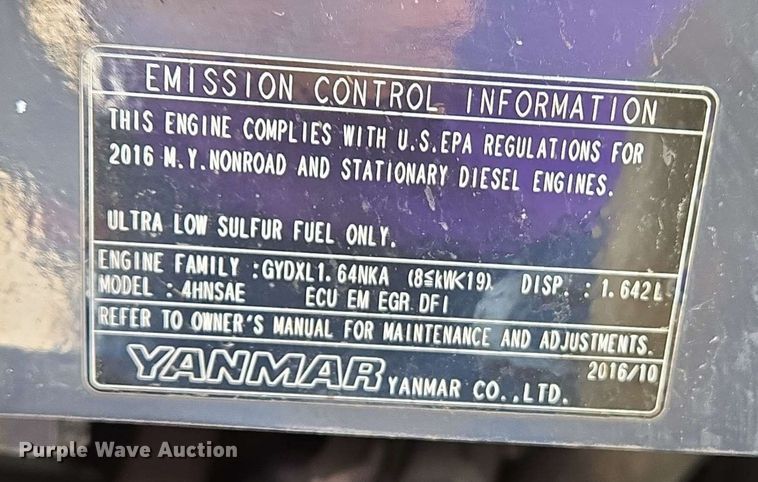 EMISSION CONTROL INFORMATION
THIS ENGINE COMPLIES WITH U.S.EPA REGULATIONS FOR
2016 M.Y.NONROAD AND STATIONARY DIESEL ENGINES.
ULTRA LOW SULFUR FUEL ONLY.
ENGINE FAMILY :GYDXL1.64NKA (8≦kW<19). DISP. :1.642L
MODEL :4HNSAE ECU EM EGR DFI
REFER TO OWNER'S MANUAL FOR MAINTENANCE AND ADJUSTMENTS.
2016/10
YANMAR YANMAR CO.,LTD.
Purple Wave Auction